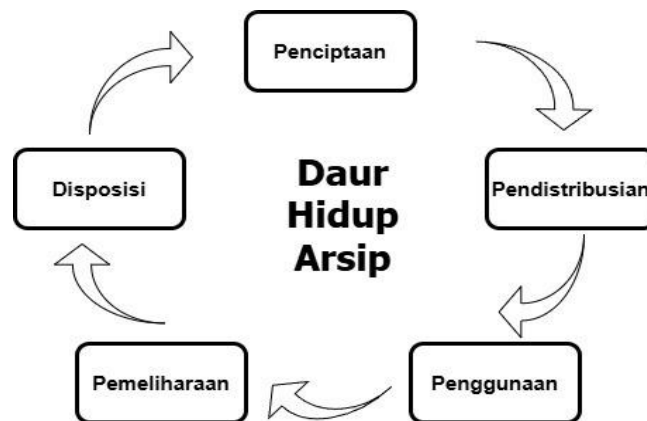 Penciptaan
Pendistribusian
Penggunaan
Pemeliharaan
Disposisi
Daur
Hidup
Arsip